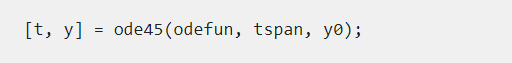 [t, y] = ode45(odefun, tspan, y0);